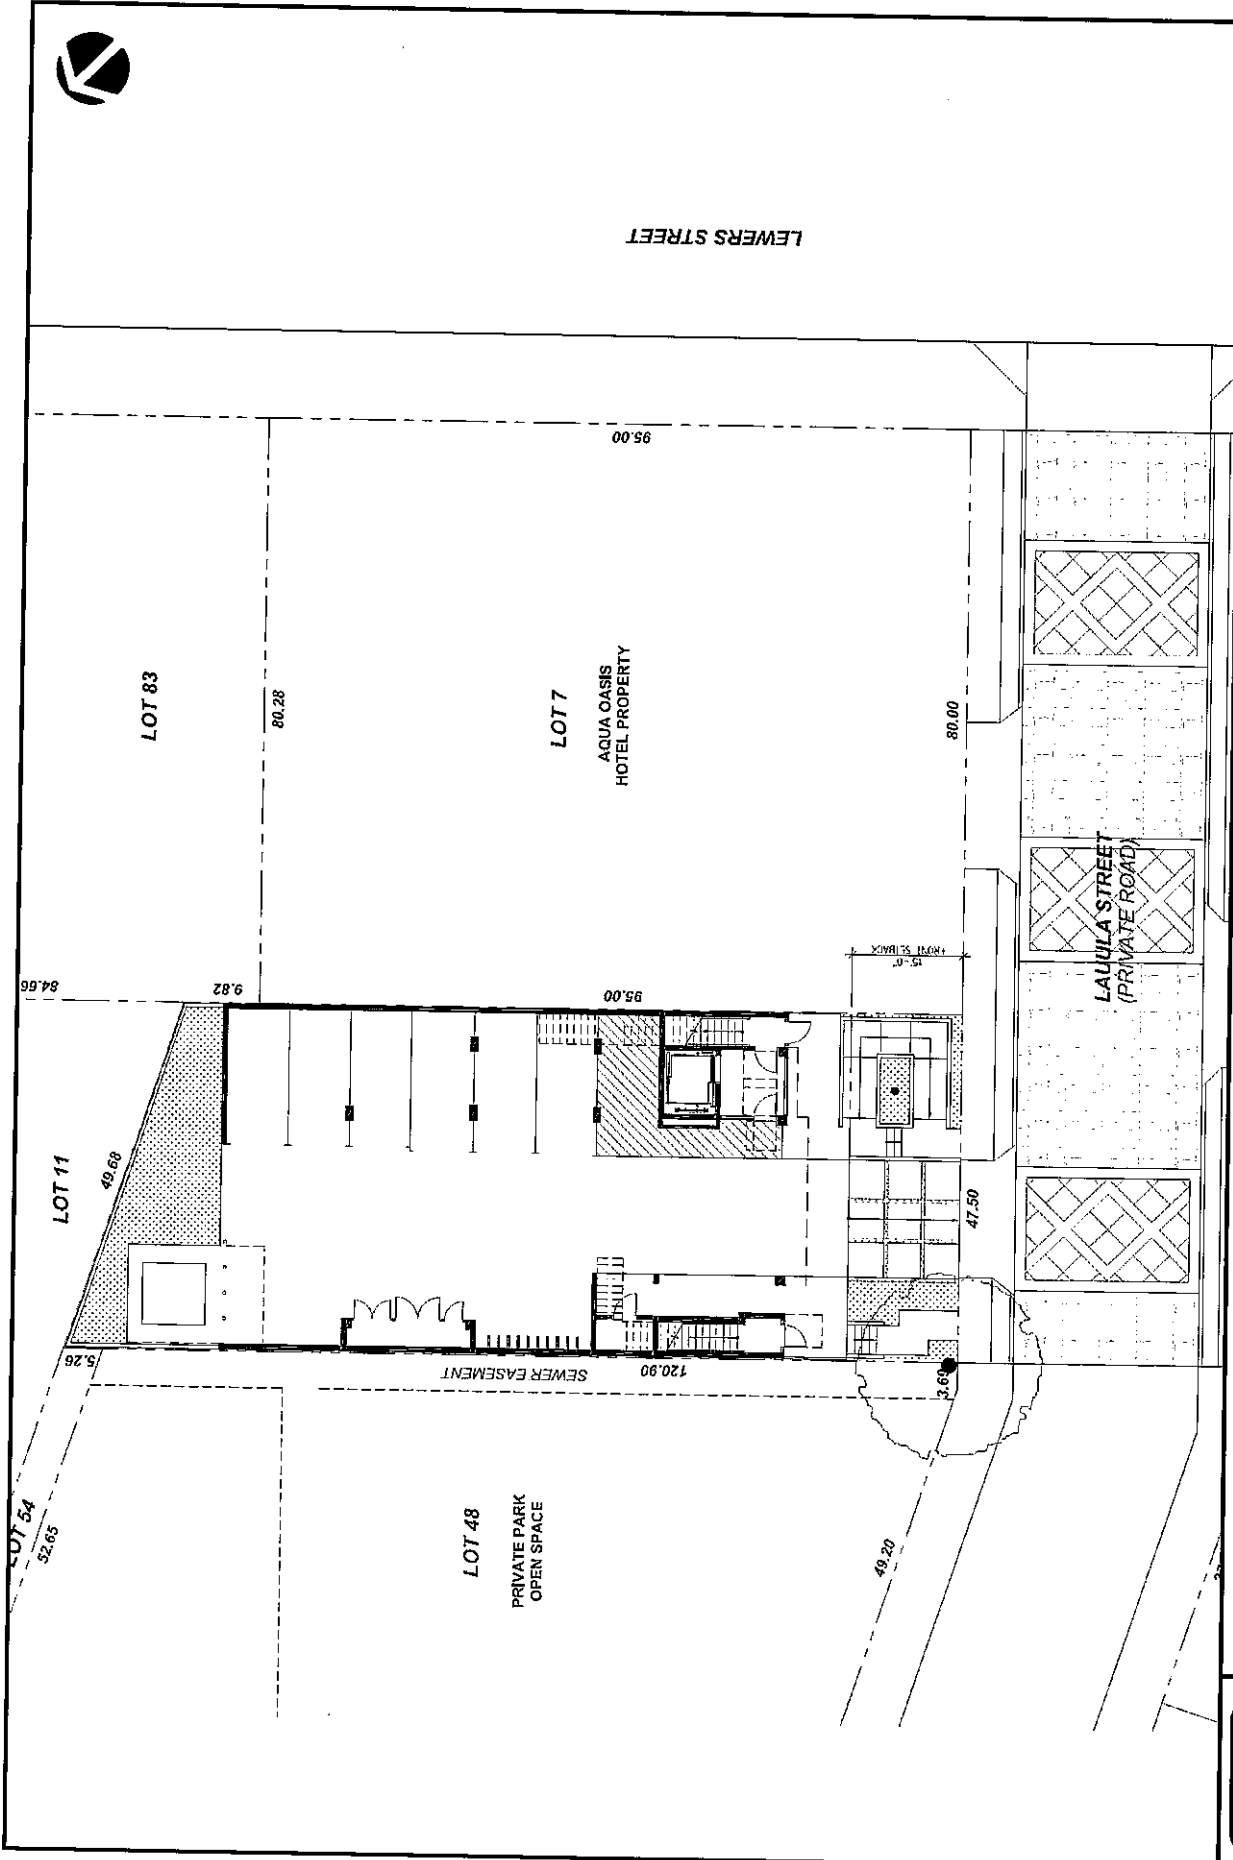 LEWERS STREET
95.00
LOT 83
80.28
LOT 7
AQUA OASIS
HOTEL PROPERTY
80.00
LAUULA STREET
(PRIVATE ROAD)
15'-0"
FRONT SETBACK
84.66
9.82
95.00
LOT 11
49.68
47.50
5.26
SEWER EASEMENT
120.90
3.69
LOT 54
52.65
LOT 48
PRIVATE PARK
OPEN SPACE
49.20